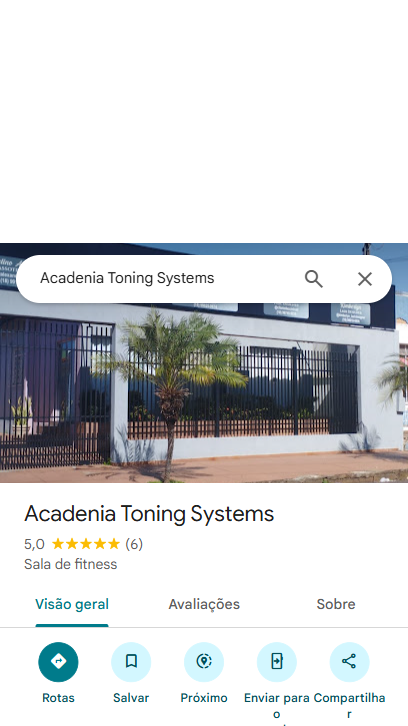 Acadenia Toning Systems
Acadenia Toning Systems
5,0 ★★★★★ (6)
Sala de fitness
Visão geral Avaliações Sobre
Rotas Salvar Próximo Enviar para Compartilha
o r